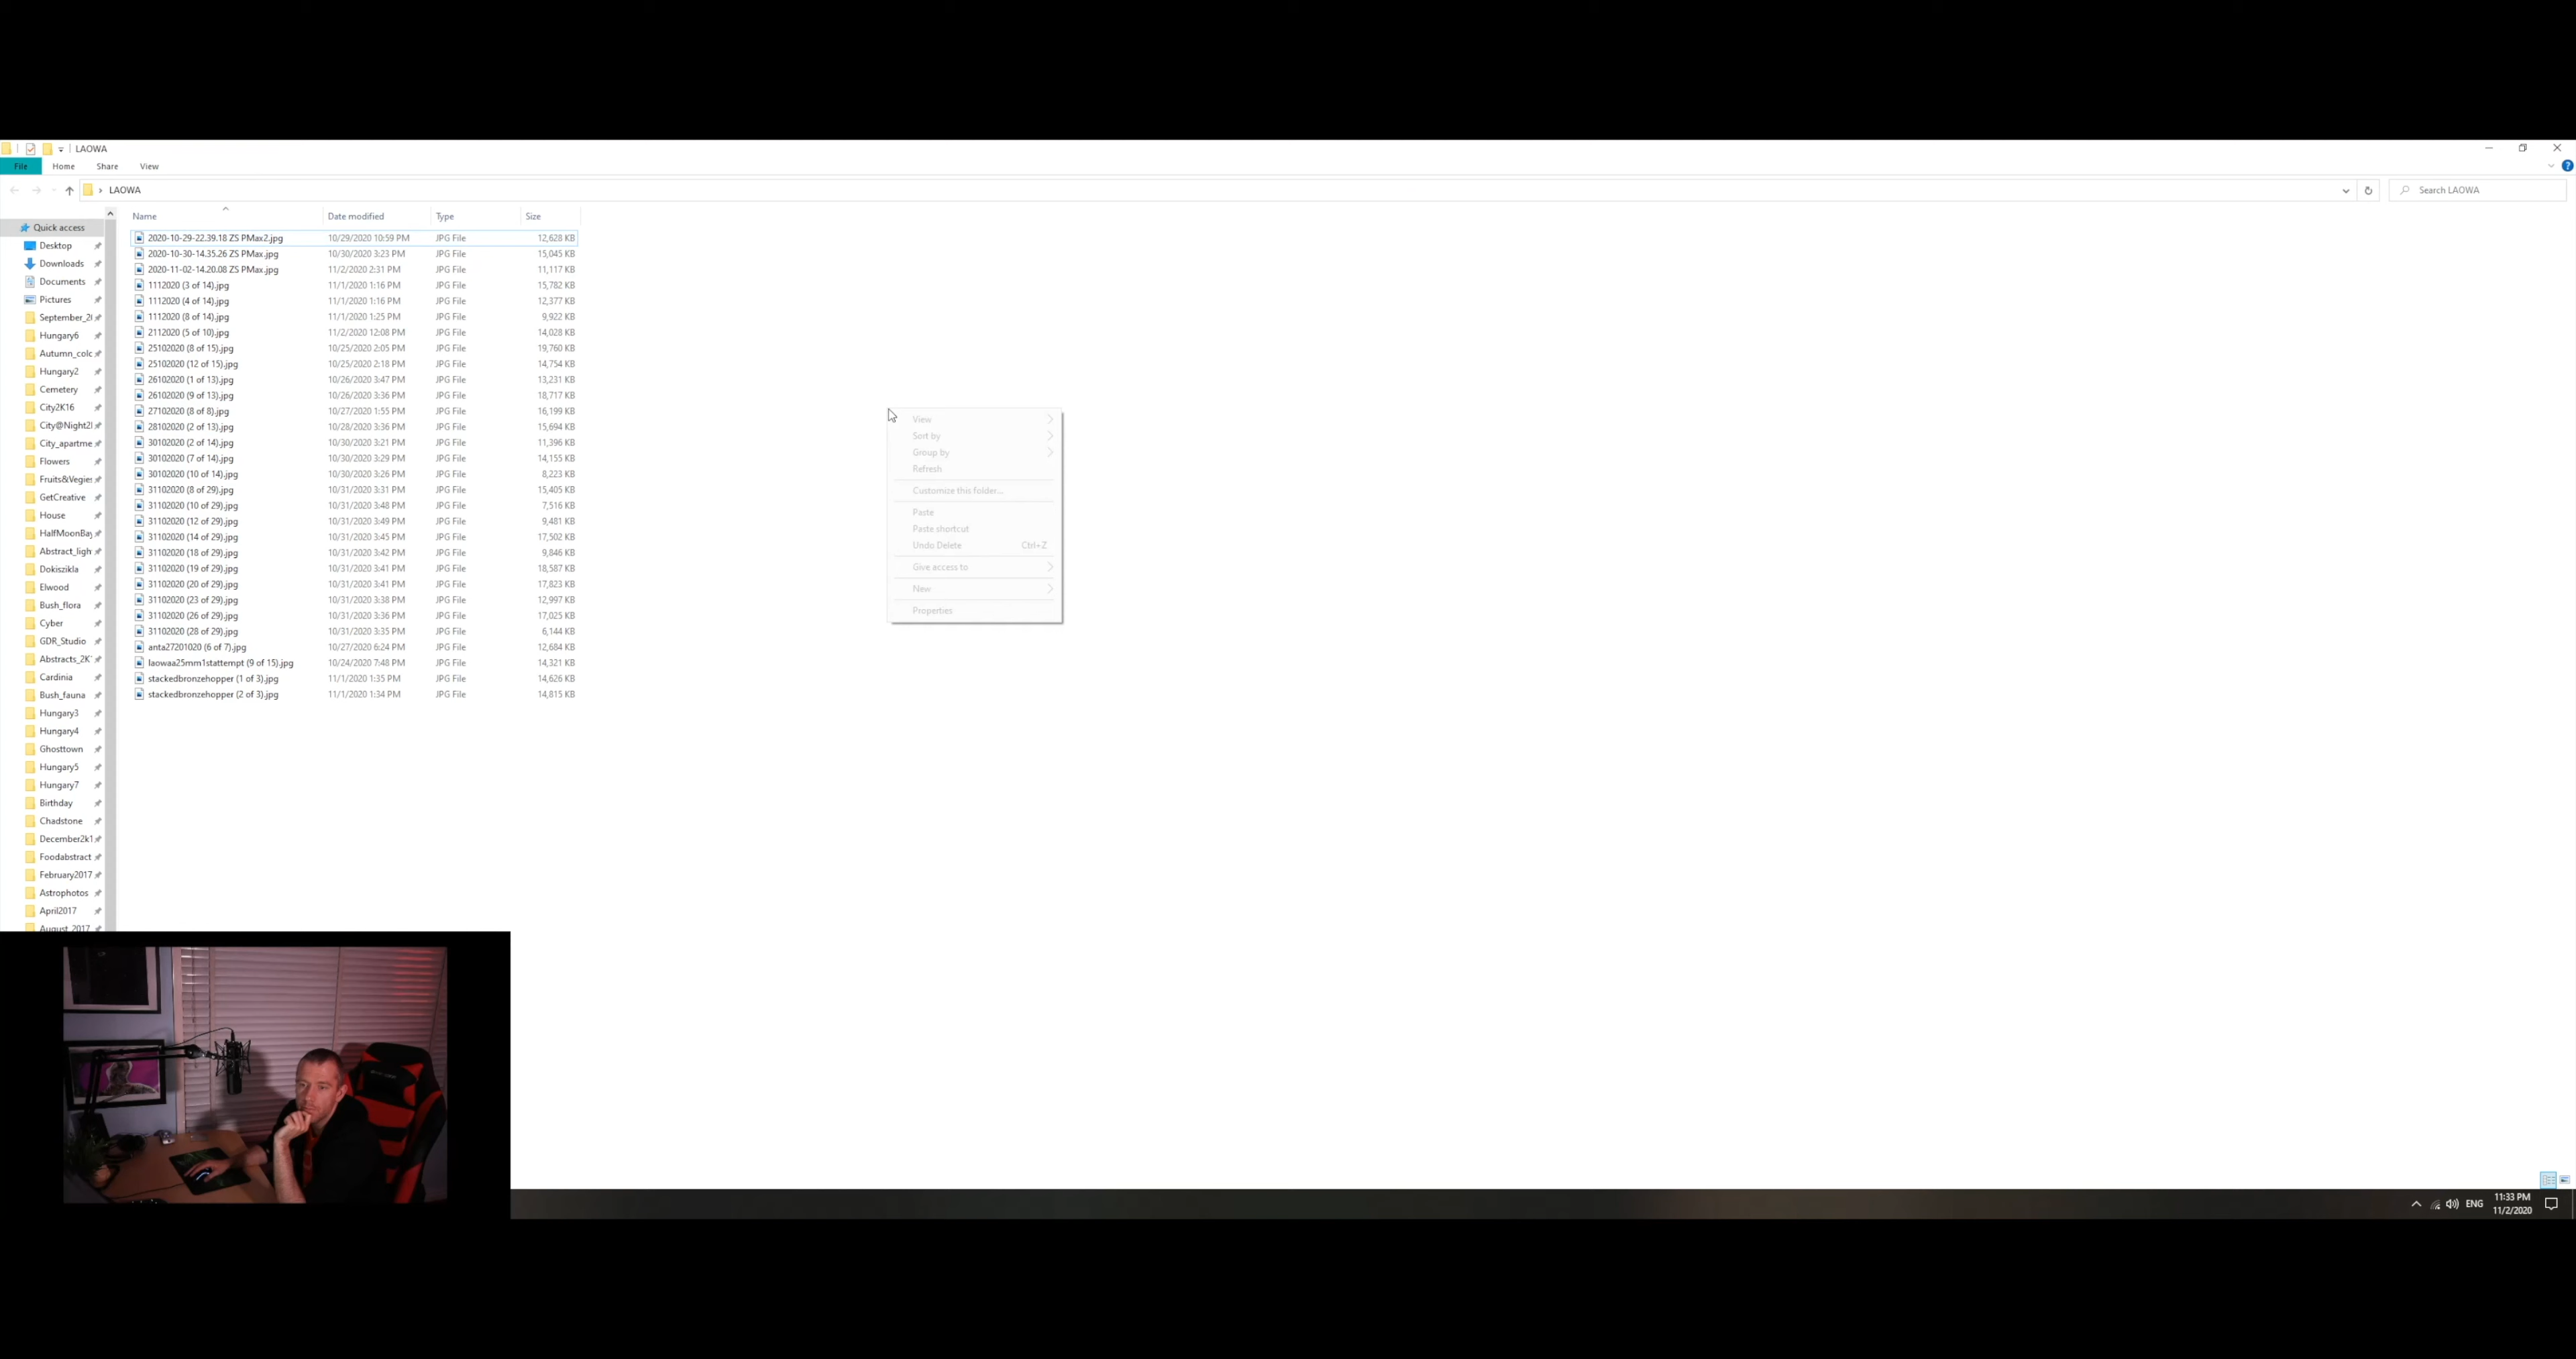 LAOWA
File Home Share View
LAOWA
Search LAOWA
Name Date modified Type Size
Quick access
Desktop
Downloads
Documents
Pictures
September_2(
Hungary6
Autumn_colc
Hungary2
Cemetery
City2K16
City@Night2l
City_apartme
Flowers
Fruits&Vegies
GetCreative
House
HalfMoonBay
Abstract_ligh
Dokiszikla
Elwood
Bush_flora
Cyber
GDR_Studio
Abstracts_2K
Cardinia
Bush_fauna
Hungary3
Hungary4
Ghosttown
Hungary5
Hungary7
Birthday
Chadstone
December2k1
Foodabstract
February2017
Astrophotos
April2017
August_2017
2020-10-29-22.39.18 ZS PMax2.jpg 10/29/2020 10:59 PM JPG File 12,628 KB
2020-10-30-14.35.26 ZS PMax.jpg 10/30/2020 3:23 PM JPG File 15,045 KB
2020-11-02-14.20.08 ZS PMax.jpg 11/2/2020 2:31 PM JPG File 11,117 KB
1112020 (3 of 14).jpg 11/1/2020 1:16 PM JPG File 15,782 KB
1112020 (4 of 14).jpg 11/1/2020 1:16 PM JPG File 12,377 KB
1112020 (8 of 14).jpg 11/1/2020 1:25 PM JPG File 9,922 KB
2112020 (5 of 10).jpg 11/2/2020 12:08 PM JPG File 14,028 KB
25102020 (8 of 15).jpg 10/25/2020 2:05 PM JPG File 19,760 KB
25102020 (12 of 15).jpg 10/25/2020 2:18 PM JPG File 14,754 KB
26102020 (1 of 13).jpg 10/26/2020 3:47 PM JPG File 13,231 KB
26102020 (9 of 13).jpg 10/26/2020 3:36 PM JPG File 18,717 KB
27102020 (8 of 8).jpg 10/27/2020 1:55 PM JPG File 16,199 KB
28102020 (2 of 13).jpg 10/28/2020 3:36 PM JPG File 15,694 KB
30102020 (2 of 14).jpg 10/30/2020 3:21 PM JPG File 11,396 KB
30102020 (7 of 14).jpg 10/30/2020 3:29 PM JPG File 14,155 KB
30102020 (10 of 14).jpg 10/30/2020 3:26 PM JPG File 8,223 KB
31102020 (8 of 29).jpg 10/31/2020 3:31 PM JPG File 15,405 KB
31102020 (10 of 29).jpg 10/31/2020 3:48 PM JPG File 7,516 KB
31102020 (12 of 29).jpg 10/31/2020 3:49 PM JPG File 9,481 KB
31102020 (14 of 29).jpg 10/31/2020 3:45 PM JPG File 17,502 KB
31102020 (18 of 29).jpg 10/31/2020 3:42 PM JPG File 9,846 KB
31102020 (19 of 29).jpg 10/31/2020 3:41 PM JPG File 18,587 KB
31102020 (20 of 29).jpg 10/31/2020 3:41 PM JPG File 17,823 KB
31102020 (23 of 29).jpg 10/31/2020 3:38 PM JPG File 12,997 KB
31102020 (26 of 29).jpg 10/31/2020 3:36 PM JPG File 17,025 KB
31102020 (28 of 29).jpg 10/31/2020 3:35 PM JPG File 6,144 KB
anta27201020 (6 of 7).jpg 10/27/2020 6:24 PM JPG File 12,684 KB
laowaa25mm1stattempt (9 of 15).jpg 10/24/2020 7:48 PM JPG File 14,321 KB
stackedbronzehopper (1 of 3).jpg 11/1/2020 1:35 PM JPG File 14,626 KB
stackedbronzehopper (2 of 3).jpg 11/1/2020 1:34 PM JPG File 14,815 KB
View
Sort by
Group by
Refresh
Customize this folder...
Paste
Paste shortcut
Undo Delete Ctrl+Z
Give access to
New
Properties
ENG
11:33 PM
11/2/2020